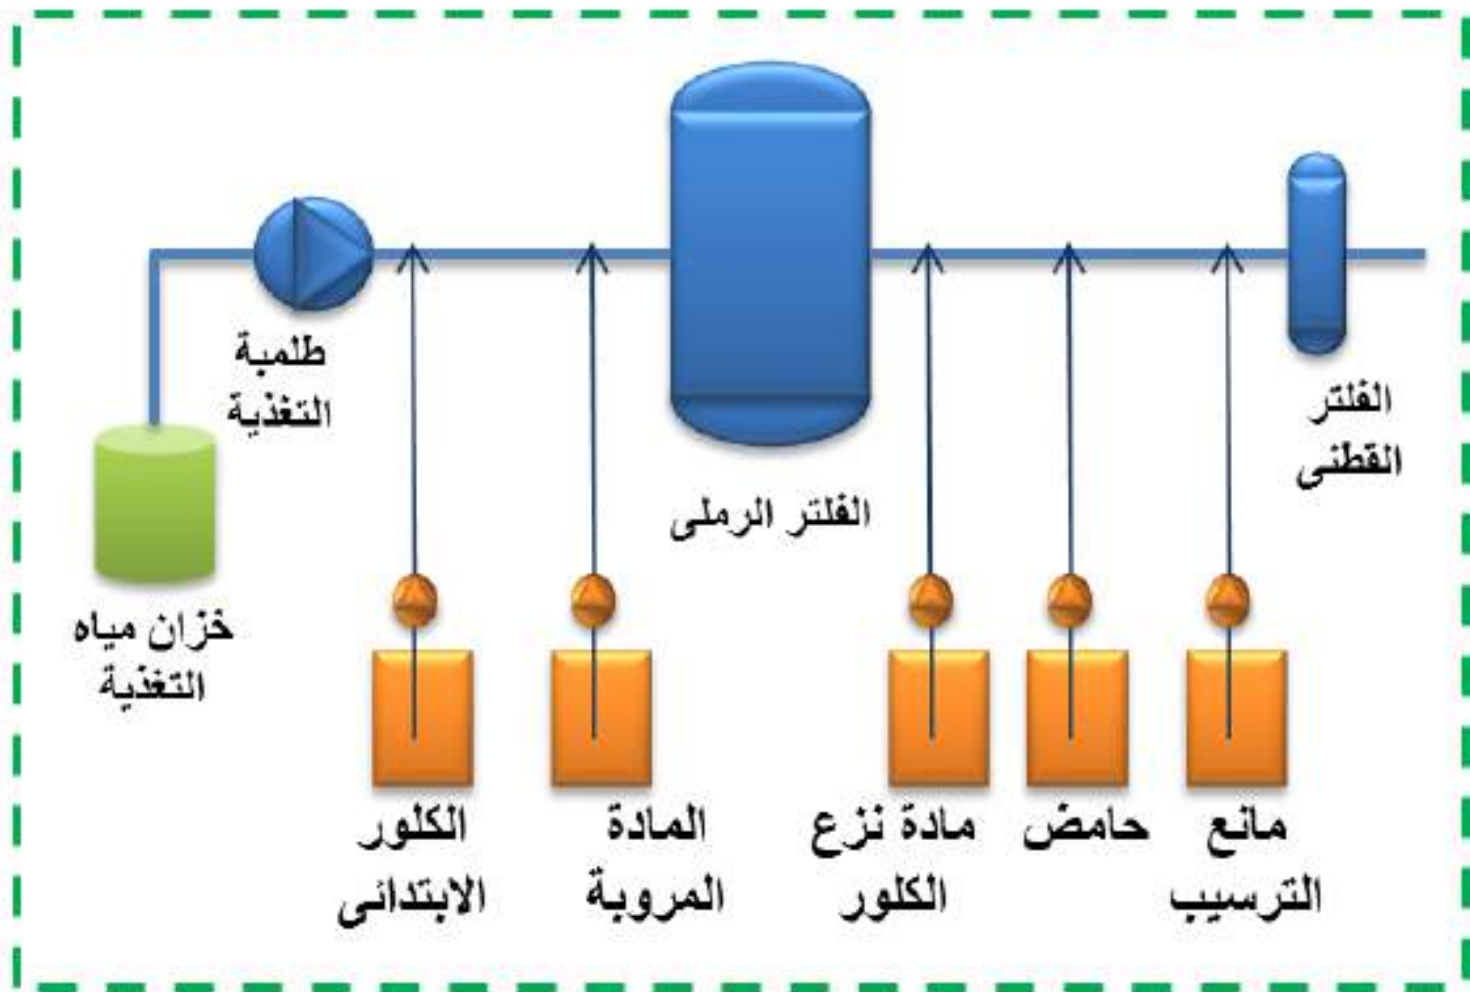 طلمبة
التغذية
خزان مياه
التغذية
الفلتر الرملى
الفلتر
القطنى
الكلور
الابتدائى
المادة
المروبة
مادة نزع
الكلور
حامض
مانع
الترسيب